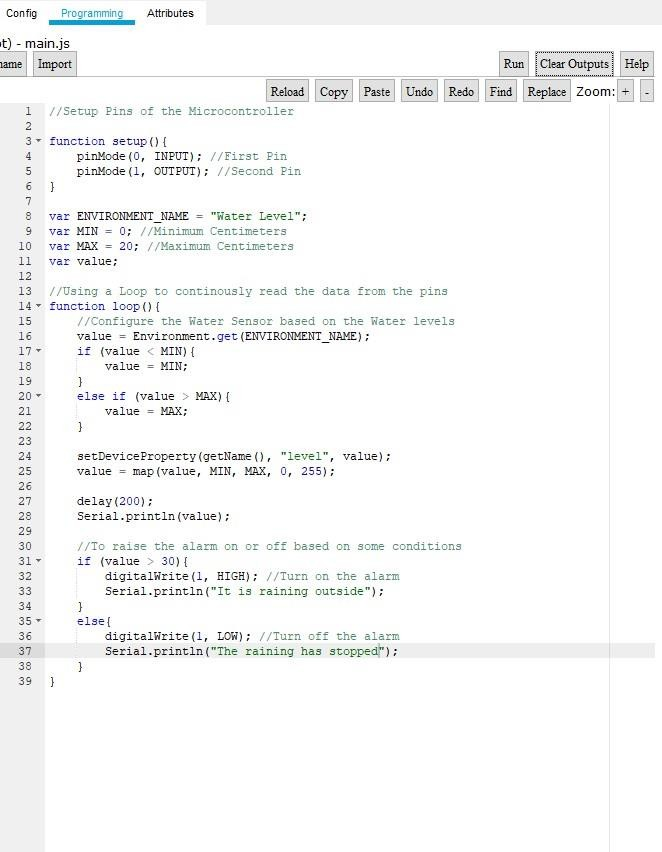 Config Programming Attributes
ot) - main.js
name Import Run Clear Outputs Help
Reload Copy Paste Undo Redo Find Replace Zoom: + -
1 //Setup Pins of the Microcontroller
2
3 function setup(){
4     pinMode(0, INPUT); //First Pin
5     pinMode(1, OUTPUT); //Second Pin
6 }
7
8 var ENVIRONMENT_NAME = "Water Level";
9 var MIN = 0; //Minimum Centimeters
10 var MAX = 20; //Maximum Centimeters
11 var value;
12
13 //Using a Loop to continously read the data from the pins
14 function loop(){
15     //Configure the Water Sensor based on the Water levels
16     value = Environment.get(ENVIRONMENT_NAME);
17     if (value < MIN){
18         value = MIN;
19     }
20     else if (value > MAX){
21         value = MAX;
22     }
23
24     setDeviceProperty(getName(), "level", value);
25     value = map(value, MIN, MAX, 0, 255);
26
27     delay(200);
28     Serial.println(value);
29
30     //To raise the alarm on or off based on some conditions
31     if (value > 30){
32         digitalWrite(1, HIGH); //Turn on the alarm
33         Serial.println("It is raining outside");
34     }
35     else{
36         digitalWrite(1, LOW); //Turn off the alarm
37         Serial.println("The raining has stopped");
38     }
39 }